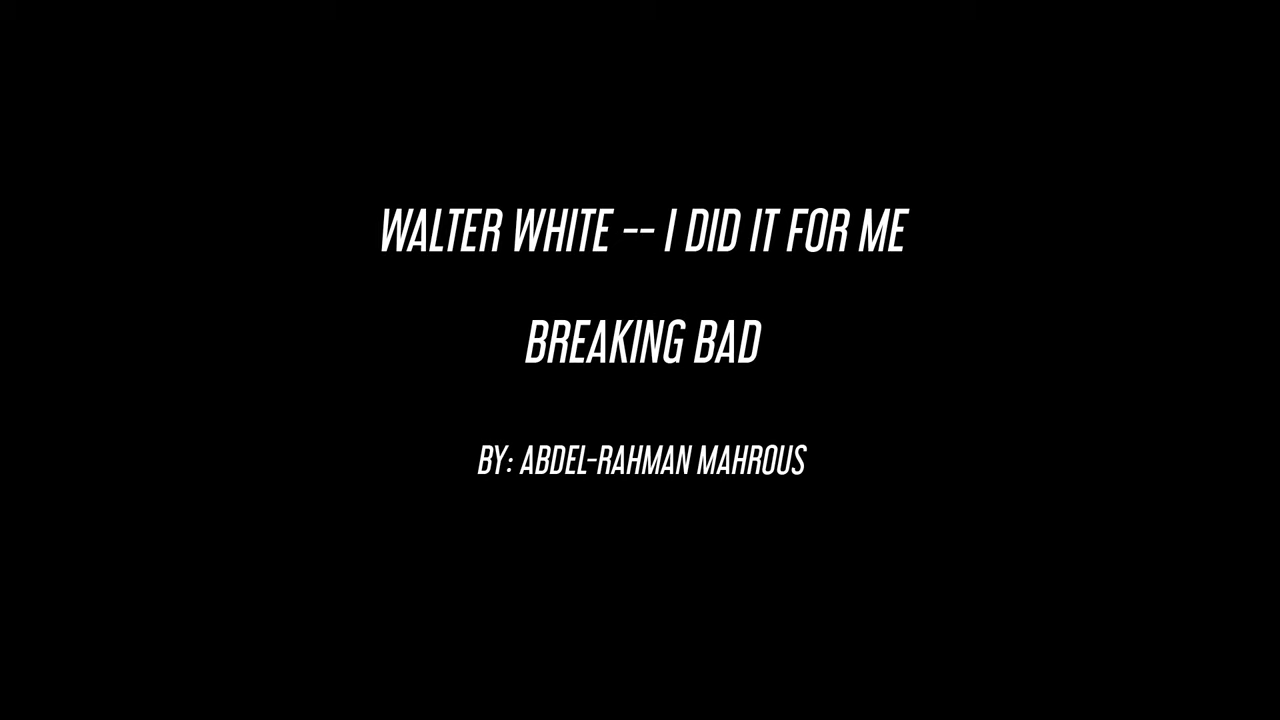 WALTER WHITE -- I DID IT FOR ME
BREAKING BAD
BY: ABDEL-RAHMAN MAHROUS